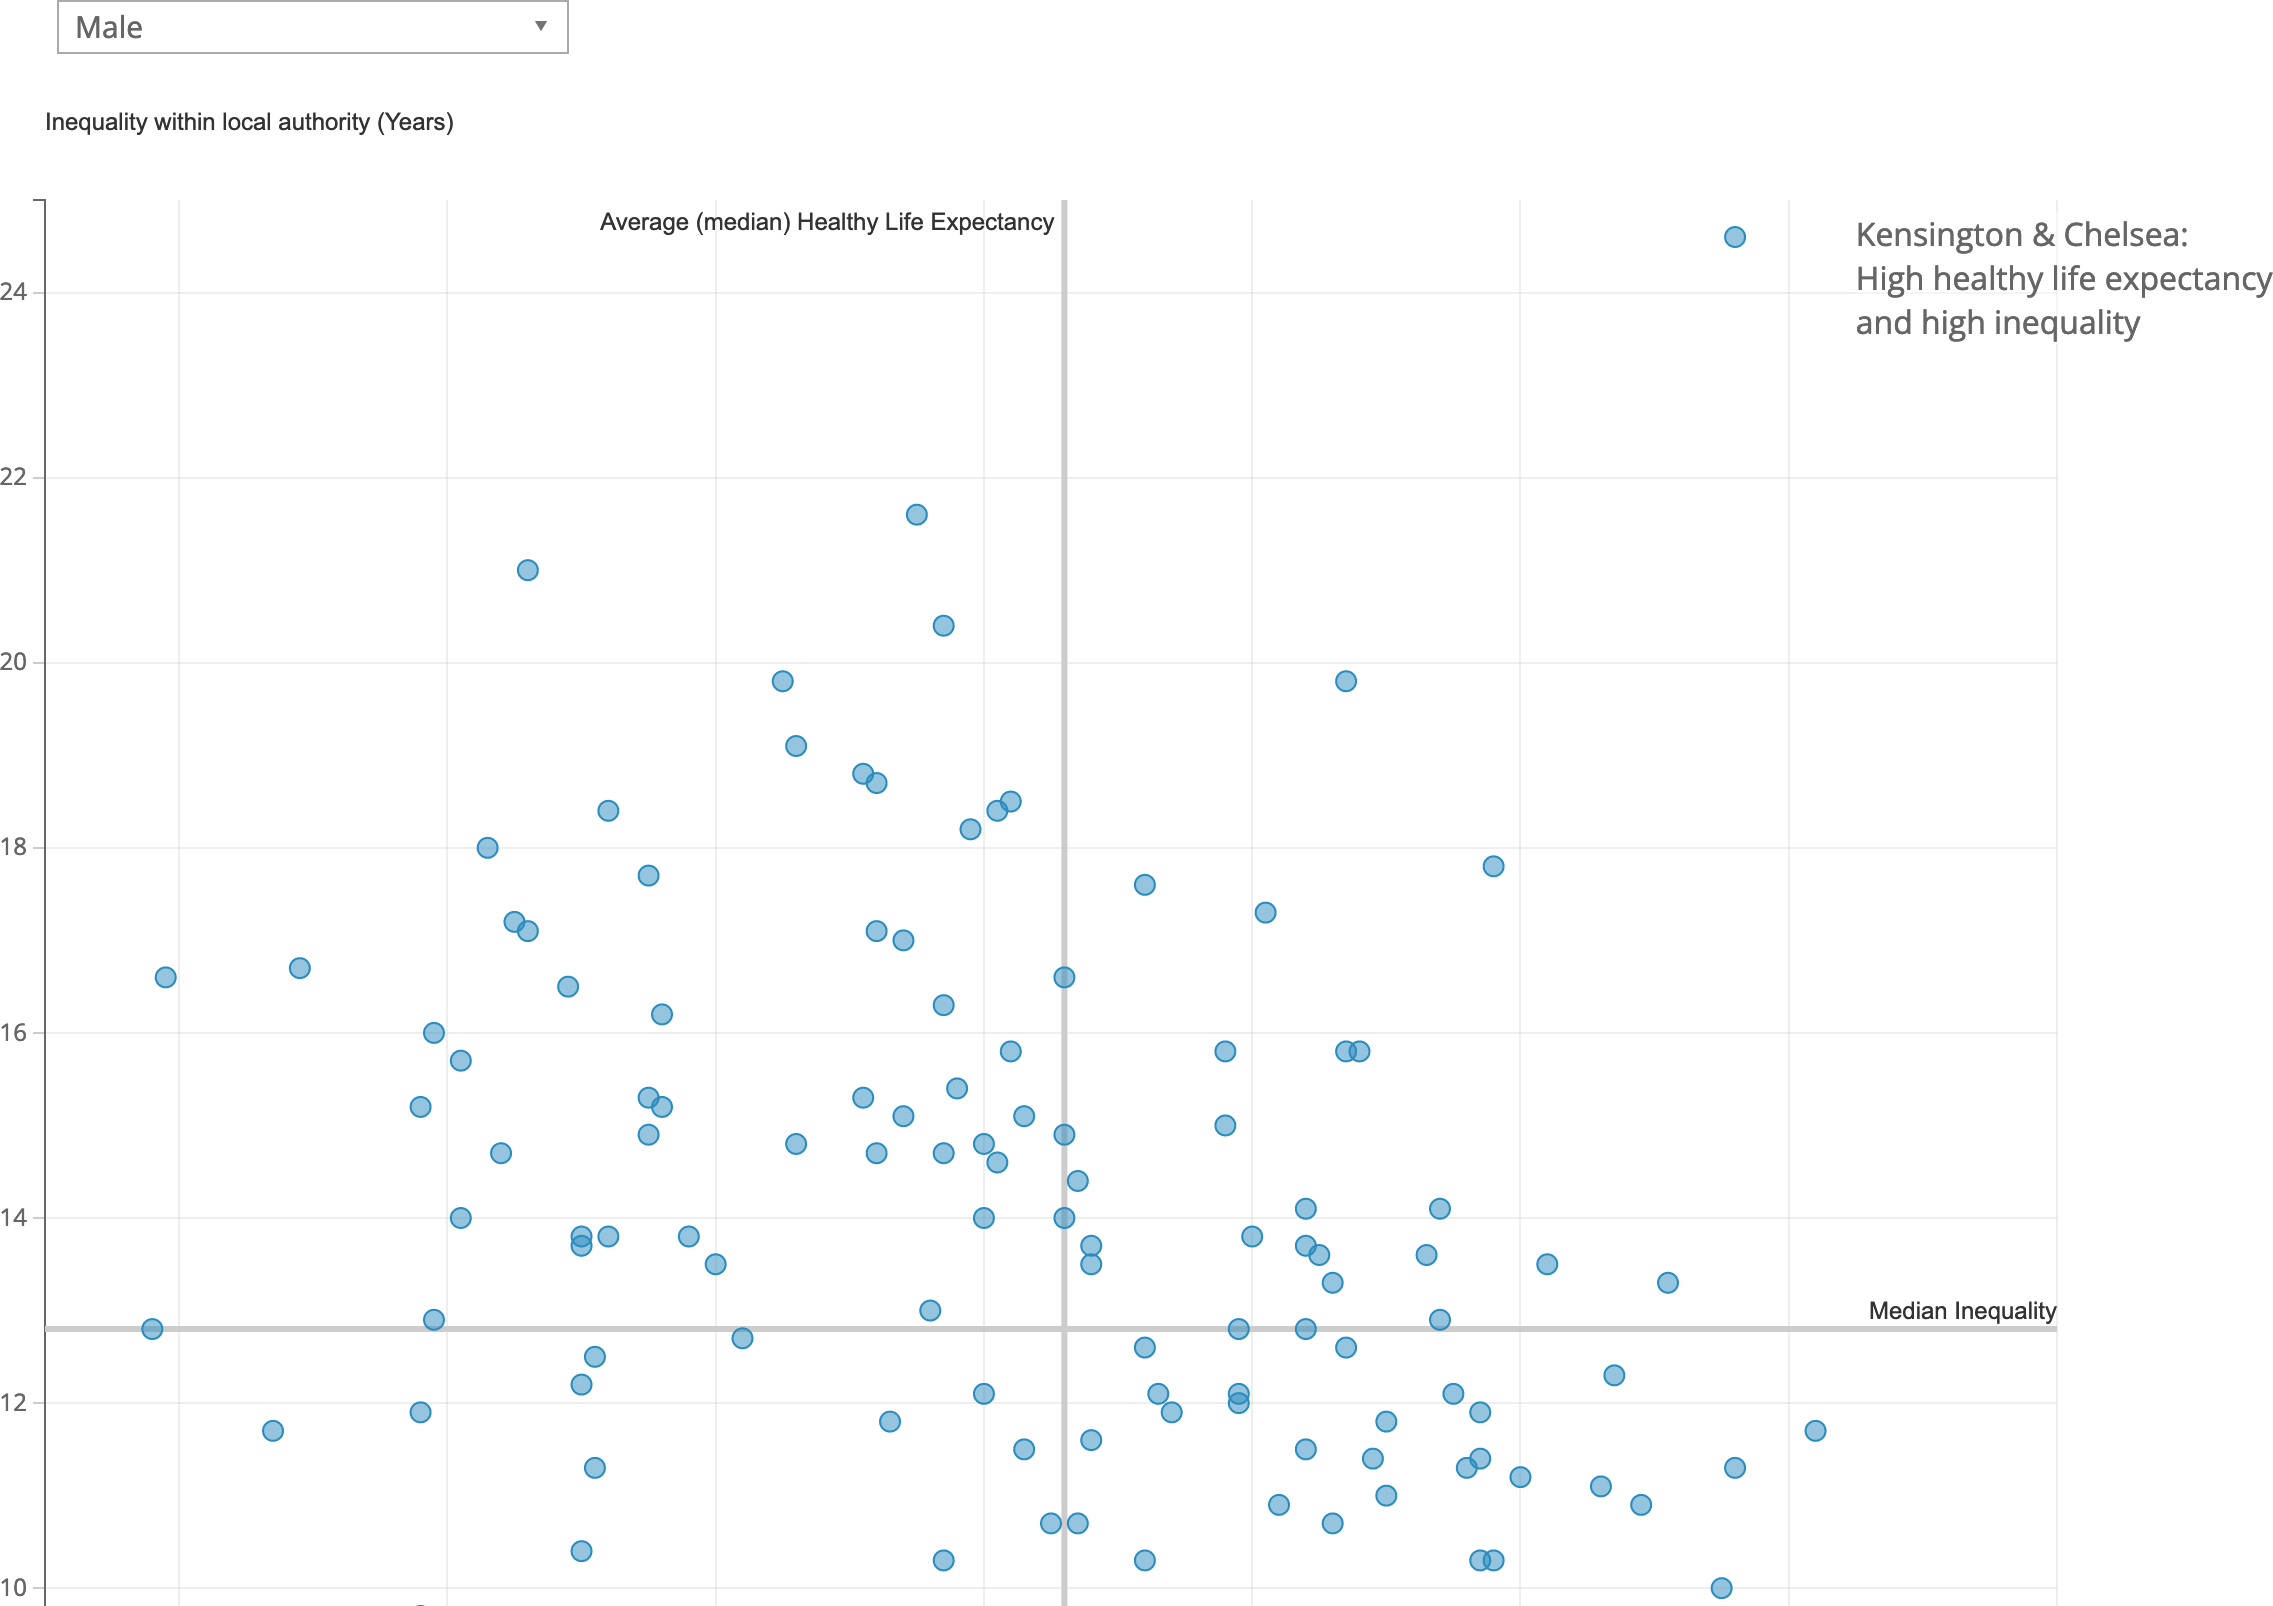 Male
Inequality within local authority (Years)
Average (median) Healthy Life Expectancy
Kensington & Chelsea:
High healthy life expectancy
and high inequality
24
22
20
18
16
14
Median Inequality
12
10